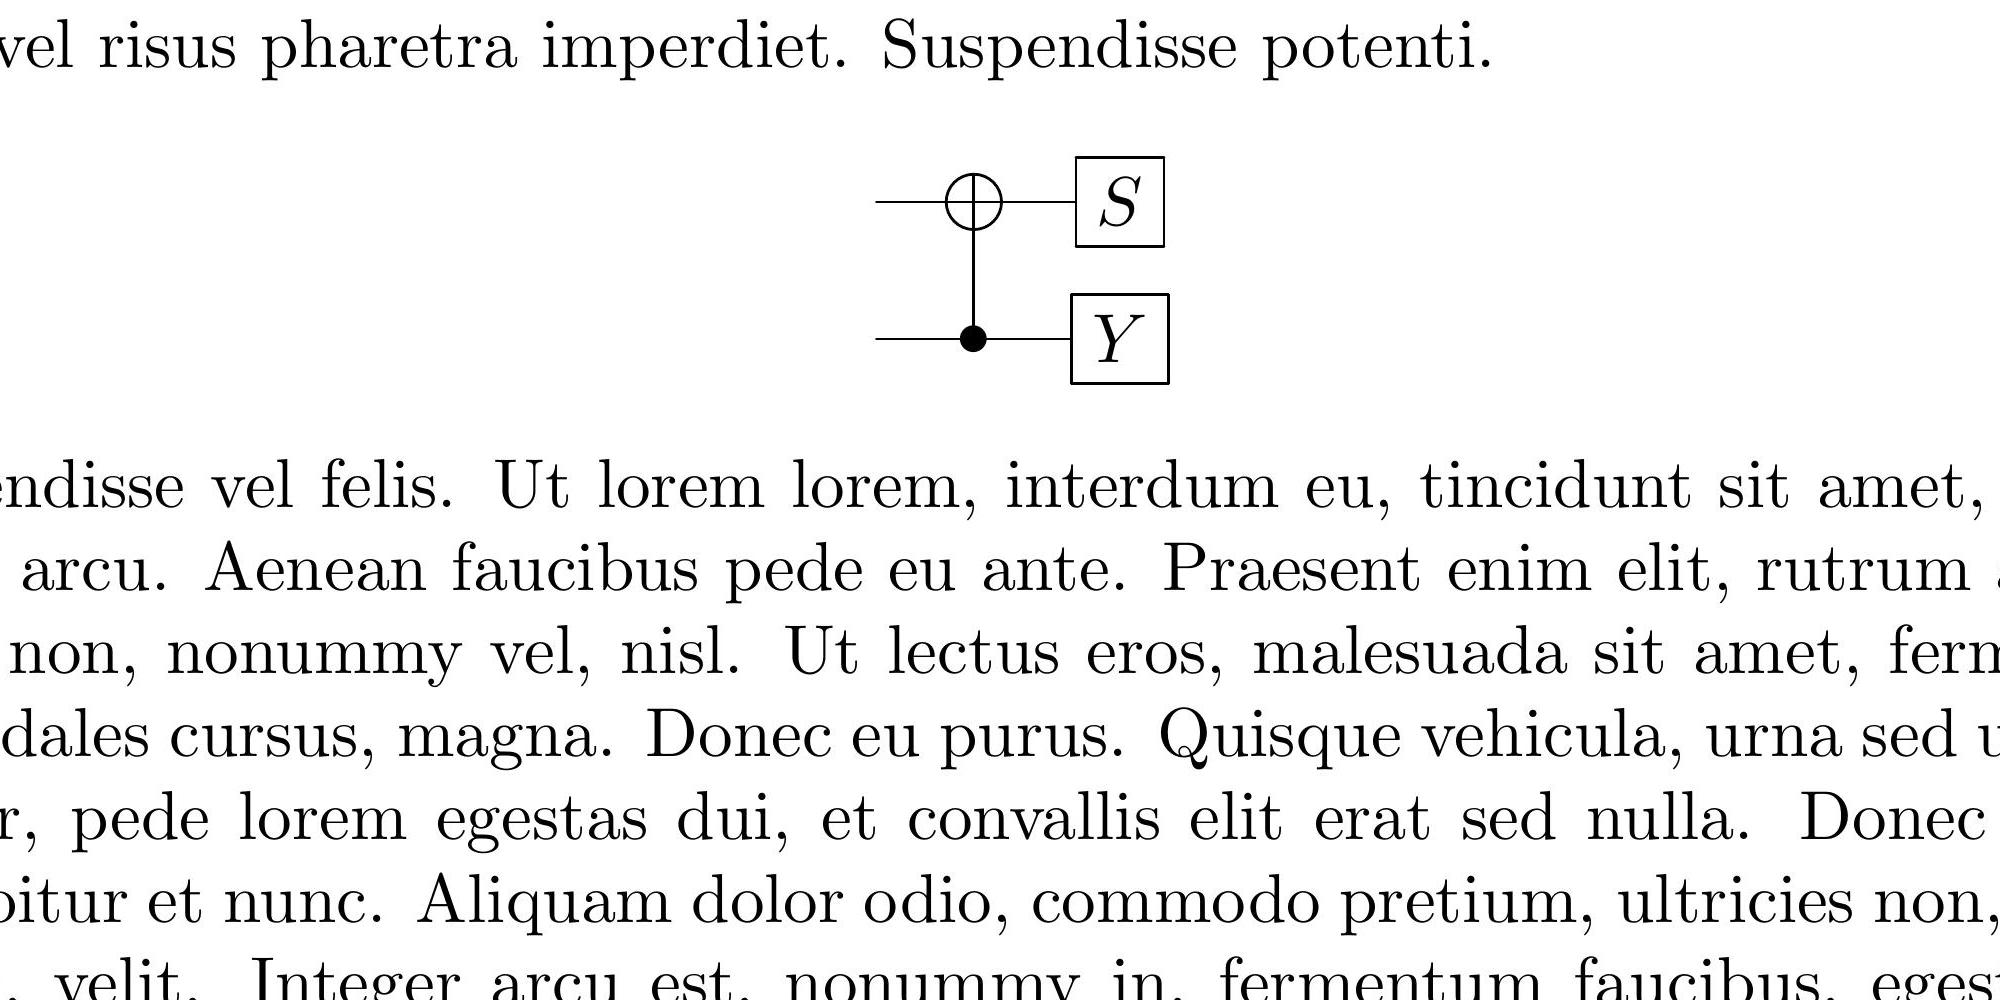 vel risus pharetra imperdiet. Suspendisse potenti.
S
Y
endisse vel felis. Ut lorem lorem, interdum eu, tincidunt sit amet,
arcu. Aenean faucibus pede eu ante. Praesent enim elit, rutrum
non, nonummy vel, nisl. Ut lectus eros, malesuada sit amet, ferm
dales cursus, magna. Donec eu purus. Quisque vehicula, urna sed u
r, pede lorem egestas dui, et convallis elit erat sed nulla. Donec
bitur et nunc. Aliquam dolor odio, commodo pretium, ultricies non,
, velit. Integer arcu est, nonummy in, fermentum faucibus, egest